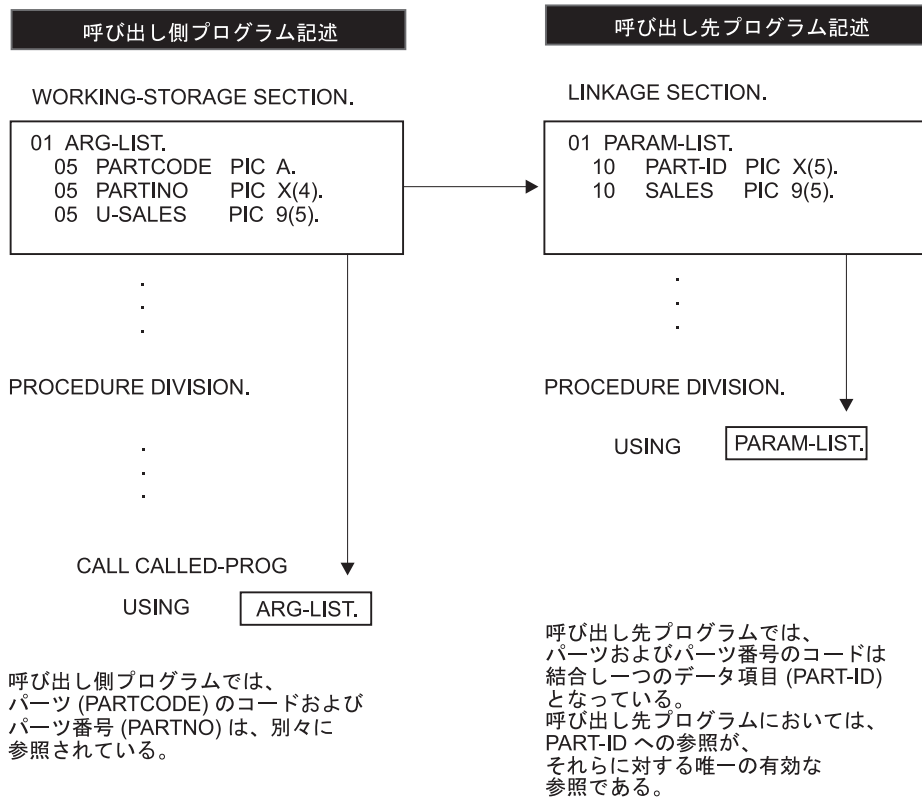 呼び出し側プログラム記述
WORKING-STORAGE SECTION.
01 ARG-LIST.
05 PARTCODE PIC A.
05 PARTINO PIC X(4).
05 U-SALES PIC 9(5).
.
.
.
PROCEDURE DIVISION.
.
.
.
CALL CALLED-PROG
USING ARG-LIST.
呼び出し側プログラムでは、
パーツ (PARTCODE) のコードおよび
パーツ番号 (PARTNO) は、別々に
参照されている。
呼び出し先プログラム記述
LINKAGE SECTION.
01 PARAM-LIST.
10 PART-ID PIC X(5).
10 SALES PIC 9(5).
.
.
.
PROCEDURE DIVISION.
USING PARAM-LIST.
呼び出し先プログラムでは、
パーツおよびパーツ番号のコードは
結合し一つのデータ項目 (PART-ID)
となっている。
呼び出し先プログラムにおいては、
PART-ID への参照が、
それらに対する唯一の有効な
参照である。